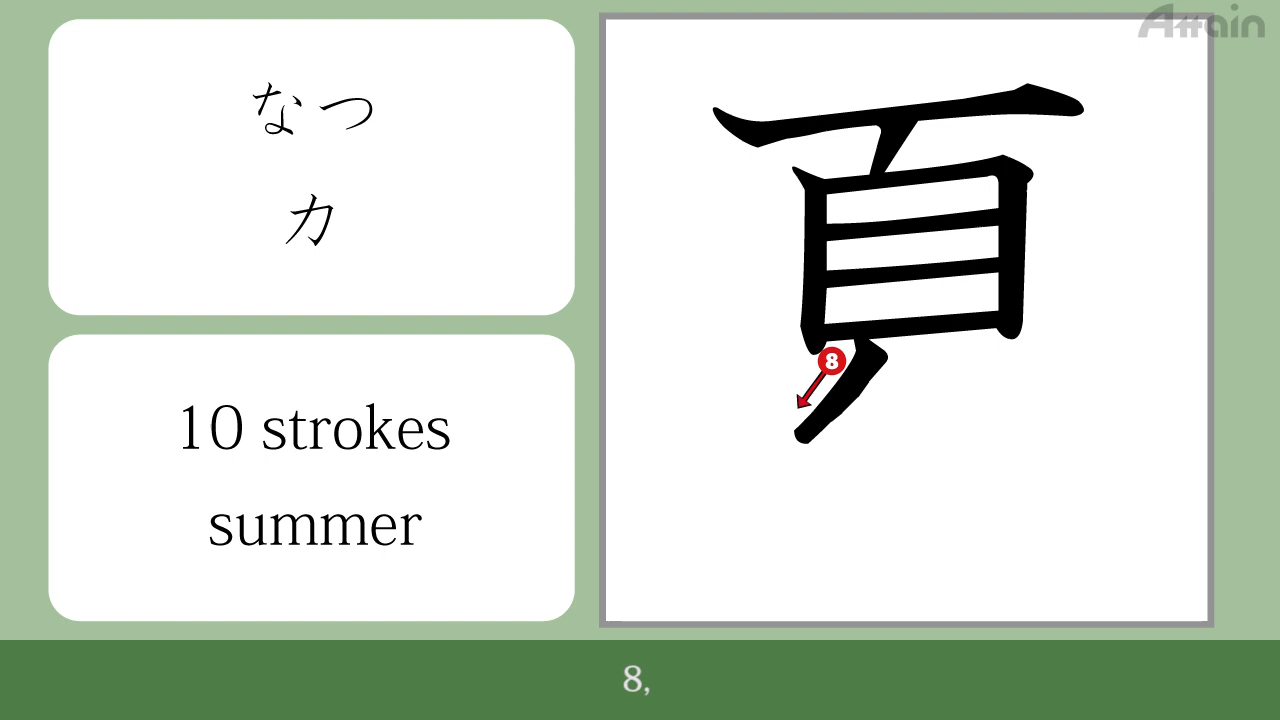 なつ
カ
10 strokes
summer
Attain
8
8,